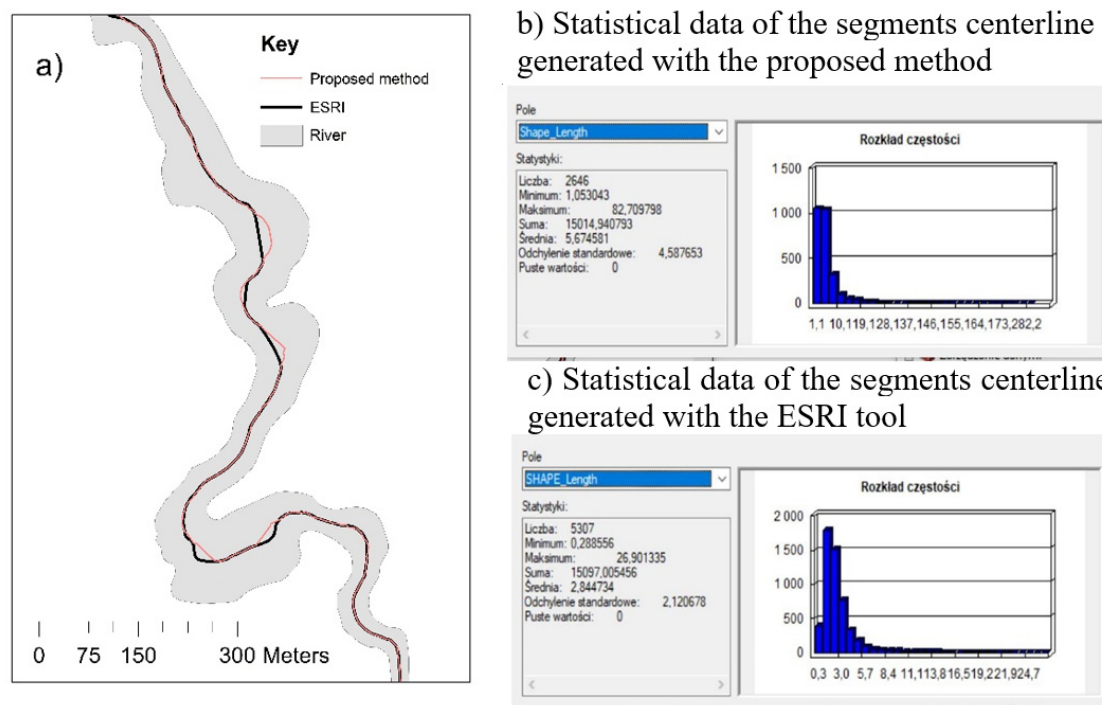 a)
Key
Proposed method
ESRI
River
0 75 150 300 Meters
b) Statistical data of the segments centerline
generated with the proposed method
Pole
Shape_Length
Statystyki:
Liczba: 2646
Minimum: 1,053043
Maksimum: 82,709798
Suma: 15014,940793
Średnia: 5,674581
Odchylenie standardowe: 4,587653
Puste wartości: 0
Rozkład częstości
1 500
1 000
500
0
1,1 10,119,128,137,146,155,164,173,282,2
c) Statistical data of the segments centerline
generated with the ESRI tool
Pole
SHAPE_Length
Statystyki:
Liczba: 5307
Minimum: 0,288556
Maksimum: 26,901335
Suma: 15097,005456
Średnia: 2,844734
Odchylenie standardowe: 2,120678
Puste wartości: 0
Rozkład częstości
2 000
1 500
1 000
500
0
0,3 3,0 5,7 8,4 11,113,816,519,221,924,7